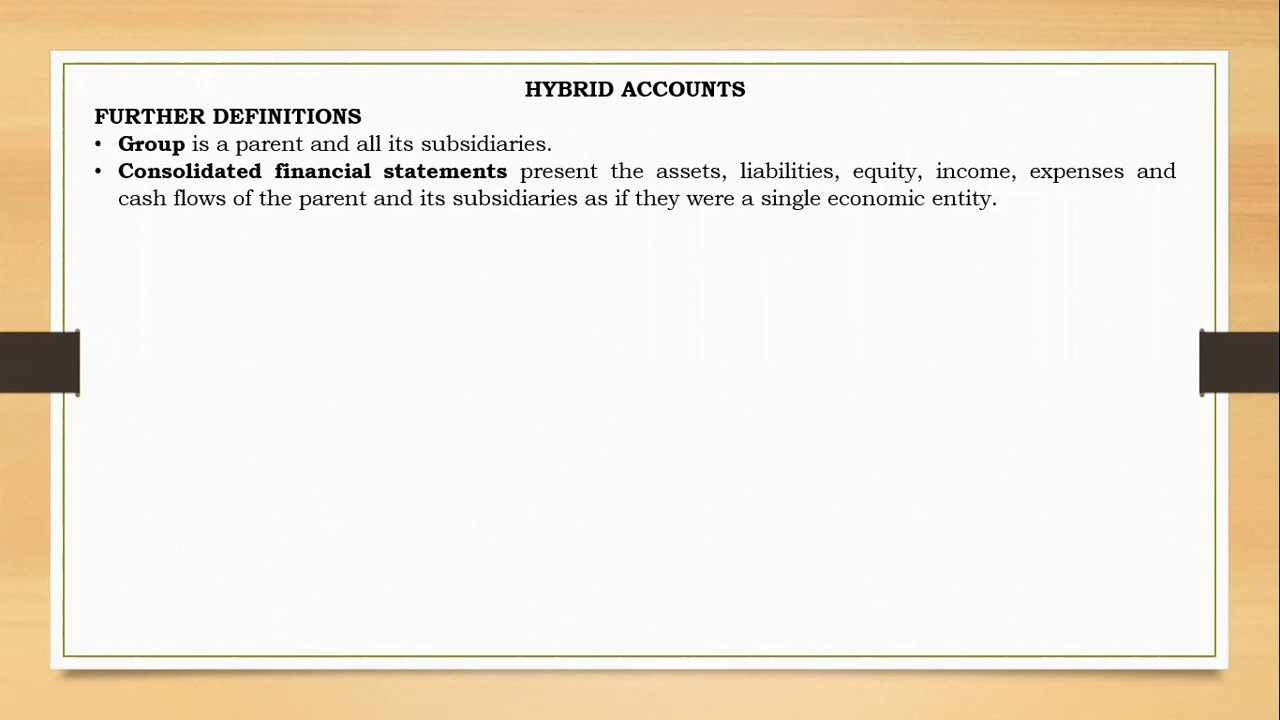 HYBRID ACCOUNTS
FURTHER DEFINITIONS
• Group is a parent and all its subsidiaries.
• Consolidated financial statements present the assets, liabilities, equity, income, expenses and
cash flows of the parent and its subsidiaries as if they were a single economic entity.